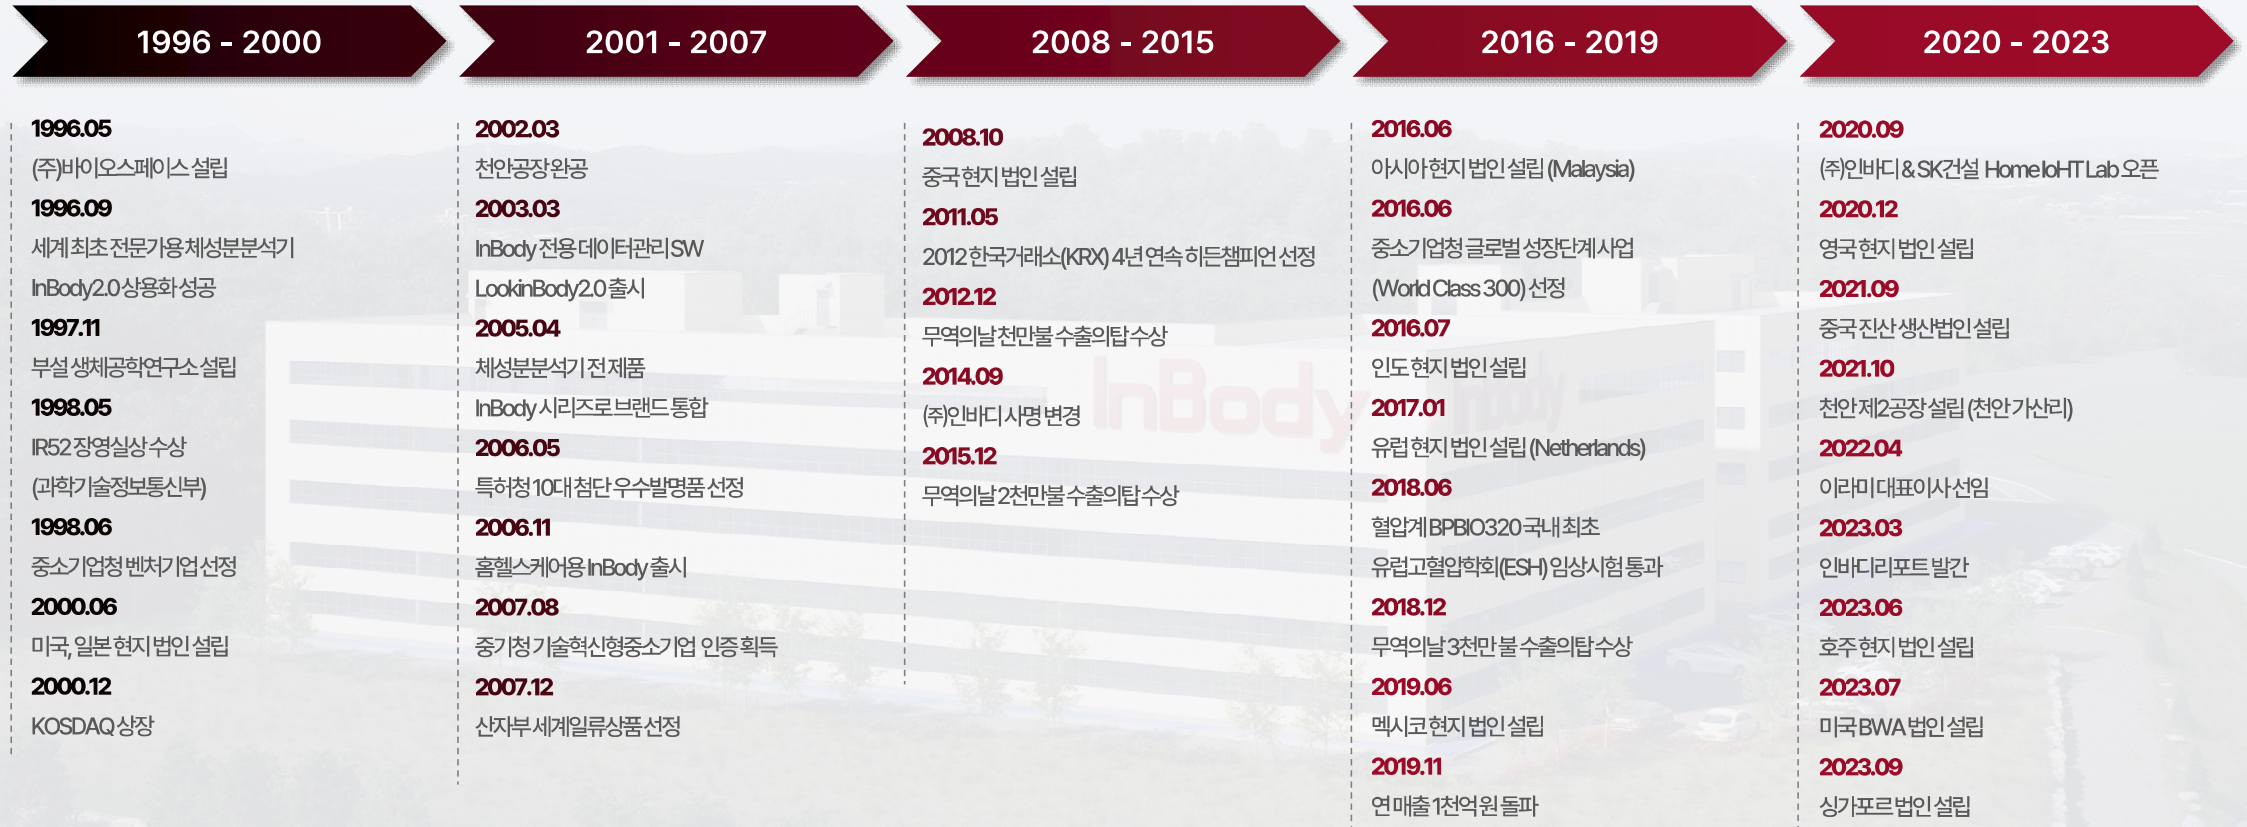 1996 - 2000
1996.05
(주)바이오스페이스 설립
1996.09
세계 최초 전문가용 체성분분석기
InBody2.0 상용화 성공
1997.11
부설 생체공학연구소 설립
1998.05
IR52 장영실상 수상
(과학기술정보통신부)
1998.06
중소기업청 벤처기업 선정
2000.06
미국, 일본 현지 법인 설립
2000.12
KOSDAQ 상장
2001 - 2007
2002.03
천안공장 완공
2003.03
InBody 전용 데이터관리 SW
LookinBody2.0 출시
2005.04
체성분분석기 전 제품
InBody 시리즈로 브랜드 통합
2006.05
특허청 10대 첨단 우수발명품 선정
2006.11
홈헬스케어용 InBody 출시
2007.08
중기청 기술혁신형중소기업 인증 획득
2007.12
산자부 세계일류상품 선정
2008 - 2015
2008.10
중국 현지 법인 설립
2011.05
2012 한국거래소(KRX) 4년 연속 히든챔피언 선정
2012.12
무역의날 천만불 수출의탑 수상
2014.09
㈜인바디 사명 변경
2015.12
무역의날 2천만불 수출의탑 수상
2016 - 2019
2016.06
아시아 현지 법인 설립 (Malaysia)
2016.06
중소기업청 글로벌 성장단계 사업
(World Class 300) 선정
2016.07
인도 현지 법인 설립
2017.01
유럽 현지 법인 설립 (Netherlands)
2018.06
혈압계 BPBIO320 국내 최초
유럽고혈압학회(ESH) 임상시험 통과
2018.12
무역의날 3천만 불 수출의탑 수상
2019.06
멕시코 현지 법인 설립
2019.11
연 매출 1천억 원 돌파
2020 - 2023
2020.09
㈜인바디 & SK건설 Home IoHT Lab 오픈
2020.12
영국 현지 법인 설립
2021.09
중국 진산 생산법인 설립
2021.10
천안 제2공장 설립 (천안 가산리)
2022.04
이라미 대표이사 선임
2023.03
인바디리포트 발간
2023.06
호주 현지 법인 설립
2023.07
미국 BWA 법인 설립
2023.09
싱가포르 법인 설립
InBody
InBody